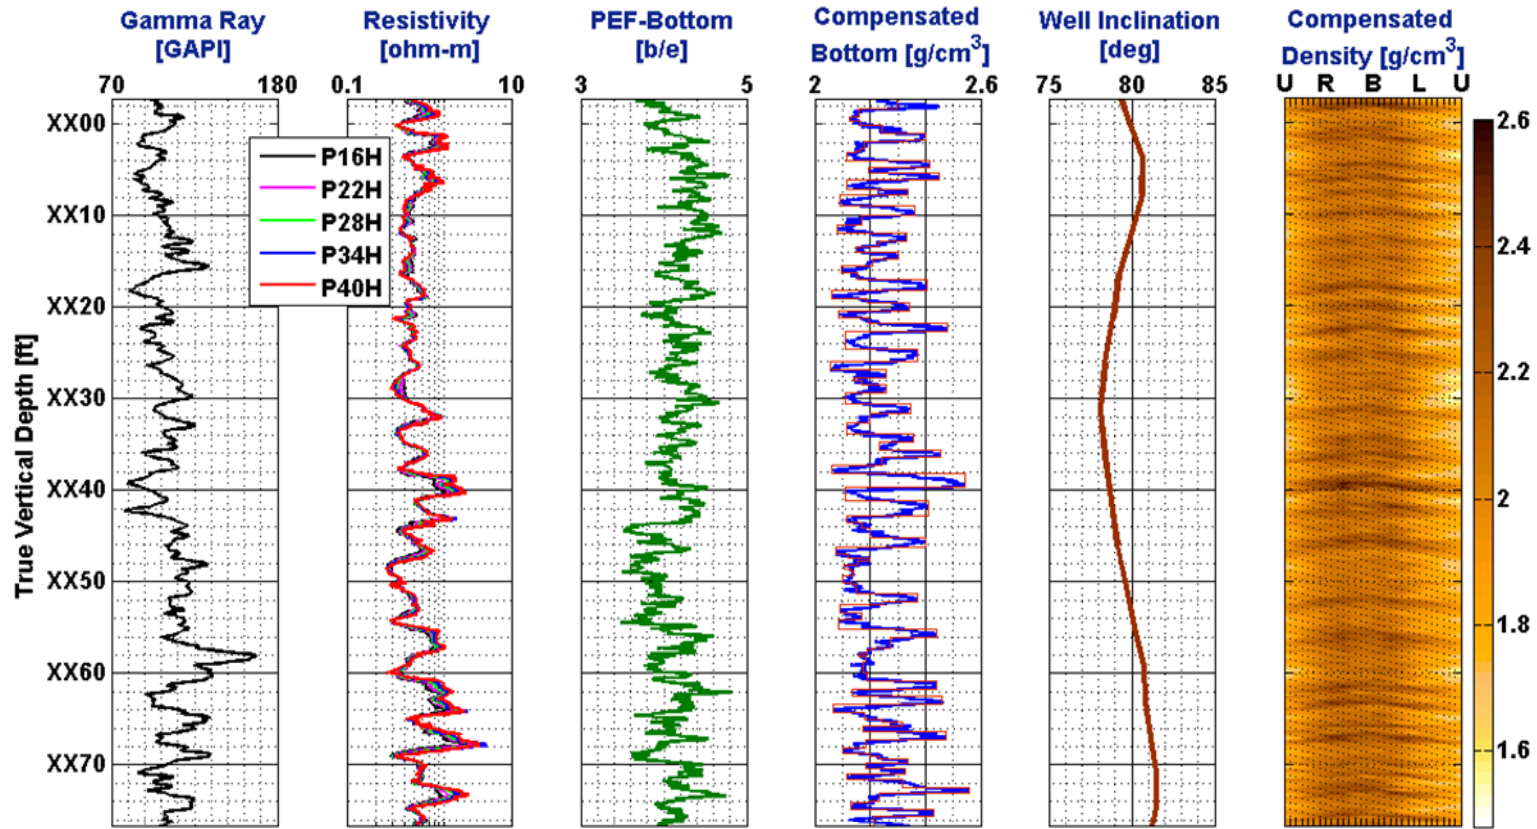 Gamma Ray
[GAPI]
Resistivity
[ohm-m]
PEF-Bottom
[b/e]
Compensated
Bottom [g/cm³]
Well Inclination
[deg]
Compensated
Density [g/cm³]
70 180
0.1 10
3 5
2 2.6
75 80 85
U R B L U
True Vertical Depth [ft]
XX00
XX10
XX20
XX30
XX40
XX50
XX60
XX70
P16H
P22H
P28H
P34H
P40H
2.6
2.4
2.2
2
1.8
1.6